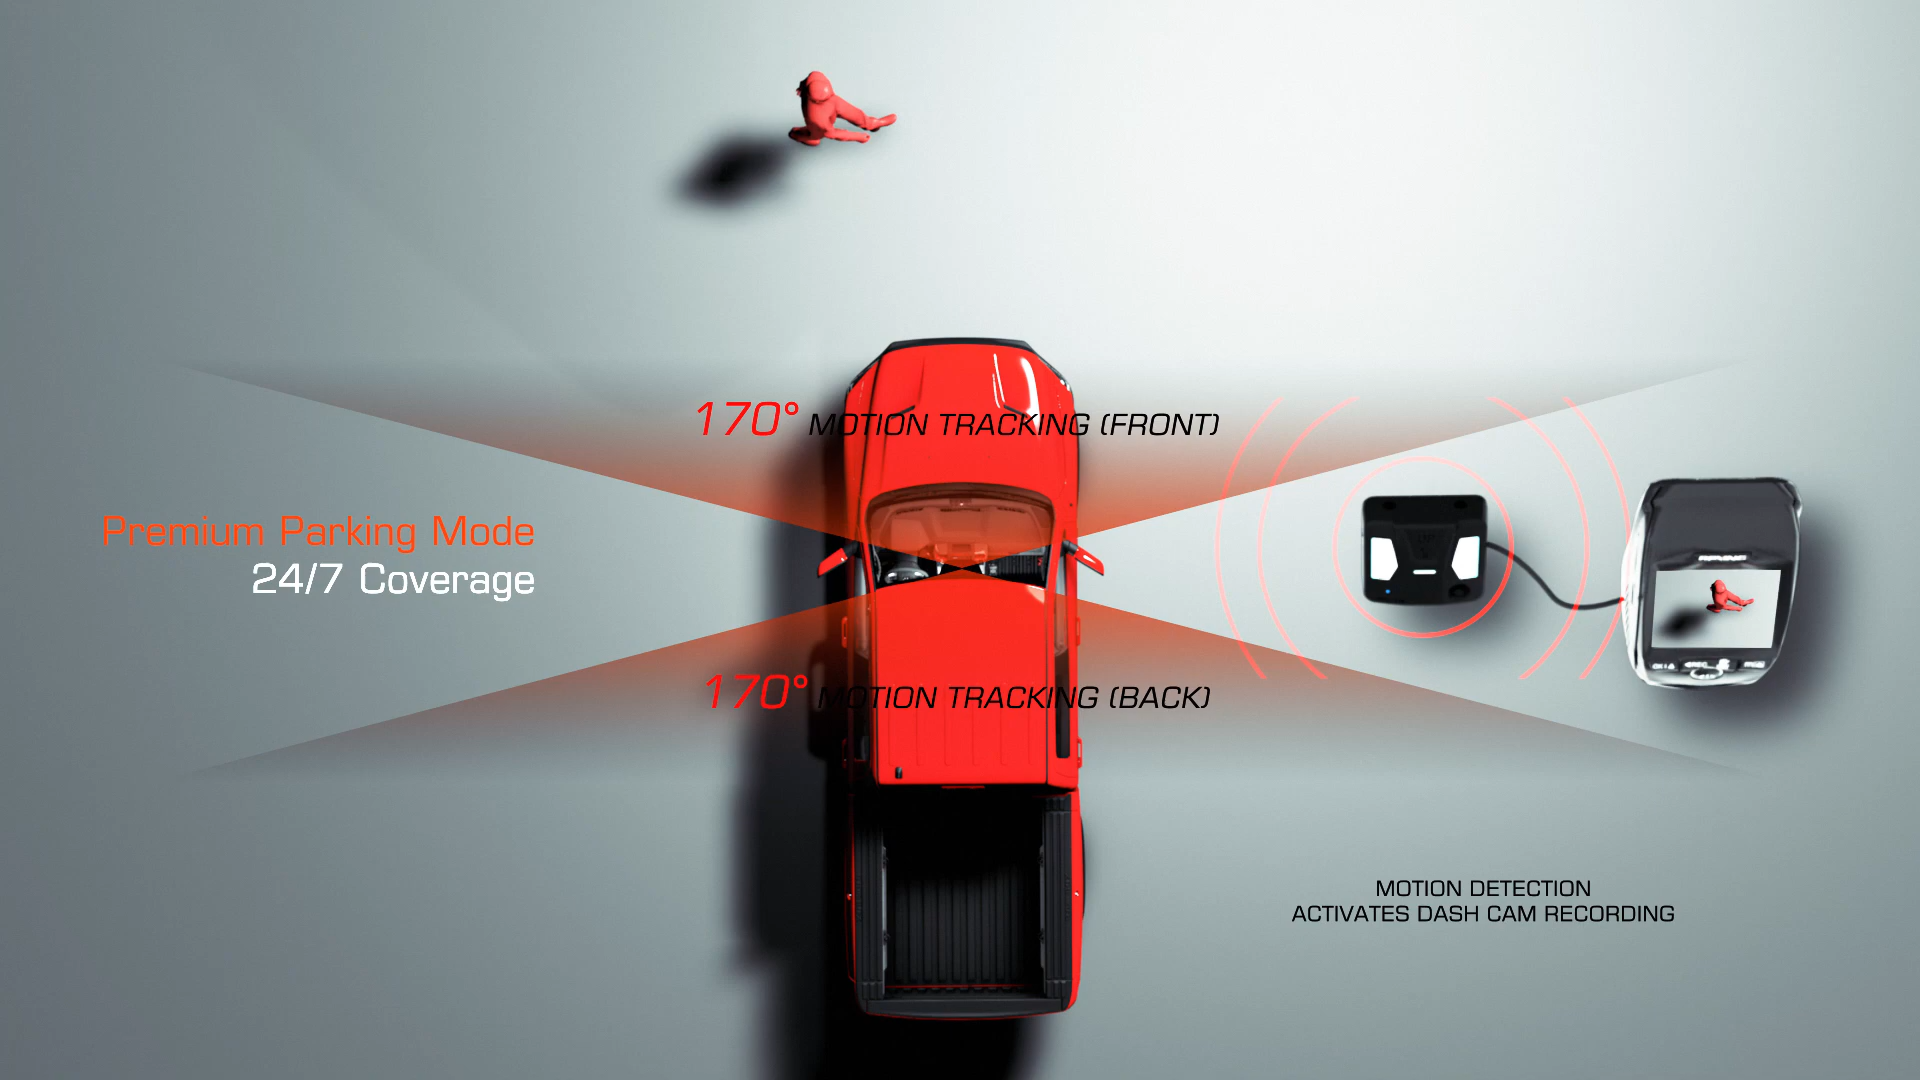 170° MOTION TRACKING (FRONT)
Premium Parking Mode
24/7 Coverage
170° MOTION TRACKING (BACK)
MOTION DETECTION
ACTIVATES DASH CAM RECORDING